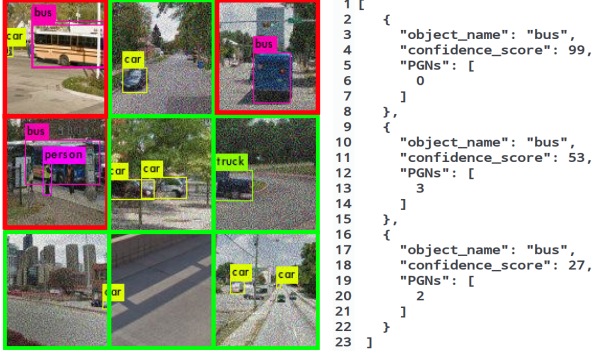 bus
car
car
bus
bus
person
car
car
truck
car
car
car
1 [
2 {
3 "object_name": "bus",
4 "confidence_score": 99,
5 "PGNs": [
6 0
7 ]
8 },
9 {
10 "object_name": "bus",
11 "confidence_score": 53,
12 "PGNs": [
13 3
14 ]
15 },
16 {
17 "object_name": "bus",
18 "confidence_score": 27,
19 "PGNs": [
20 2
21 ]
22 }
23 ]